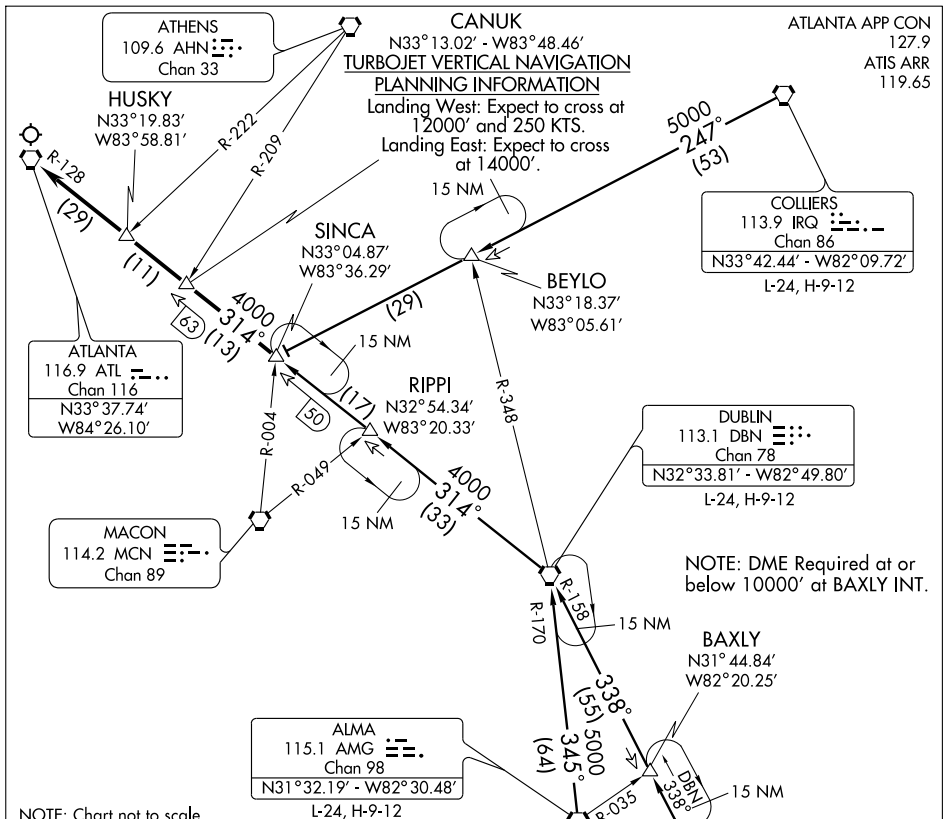 ATHENS
109.6 AHN
Chan 33
CANUK
N33°13.02' - W83°48.46'
TURBOJET VERTICAL NAVIGATION
PLANNING INFORMATION
Landing West: Expect to cross at
12000' and 250 KTS.
Landing East: Expect to cross
at 14000'.
ATLANTA APP CON
127.9
ATIS ARR
119.65
HUSKY
N33°19.83'
W83°58.81'
R-222
R-209
R-128
(29)
(11)
5000
247°
(53)
15 NM
COLLIERS
113.9 IRQ
Chan 86
N33°42.44' - W82°09.72'
L-24, H-9-12
SINCA
N33°04.87'
W83°36.29'
BEYLO
N33°18.37'
W83°05.61'
(29)
4000
314°
(13)
63
15 NM
ATLANTA
116.9 ATL
Chan 116
N33°37.74'
W84°26.10'
(17)
50
RIPPI
N32°54.34'
W83°20.33'
R-348
R-004
R-049
15 NM
4000
314°
(33)
DUBLIN
113.1 DBN
Chan 78
N32°33.81' - W82°49.80'
L-24, H-9-12
MACON
114.2 MCN
Chan 89
NOTE: DME Required at or
below 10000' at BAXLY INT.
R-158
R-170
15 NM
BAXLY
N31°44.84'
W82°20.25'
338°
(55)
5000
345°
(64)
ALMA
115.1 AMG
Chan 98
N31°32.19' - W82°30.48'
L-24, H-9-12
R-035
DBN
338°
15 NM
NOTE: Chart not to scale